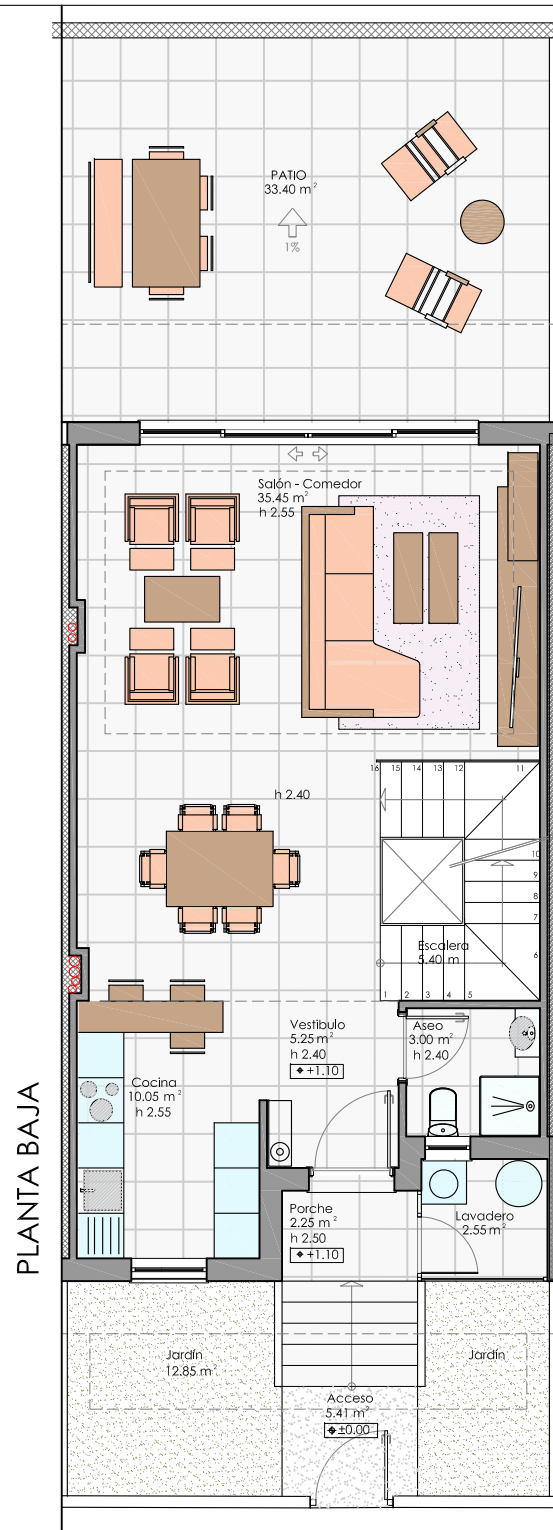 PATIO
33.40 m²
1%
Salón - Comedor
35.45 m²
h 2.55
16 15 14 13 12 11
h 2.40
10
9
8
7
6
Escalera
5.40 m
1 2 3 4 5
Vestibulo
5.25 m²
h 2.40
+1.10
Aseo
3.00 m²
h 2.40
Cocina
10.05 m²
h 2.55
PLANTA BAJA
Porche
2.25 m²
h 2.50
+1.10
Lavadero
2.55 m²
Jardín
12.85 m²
Jardín
Acceso
5.41 m²
±0.00